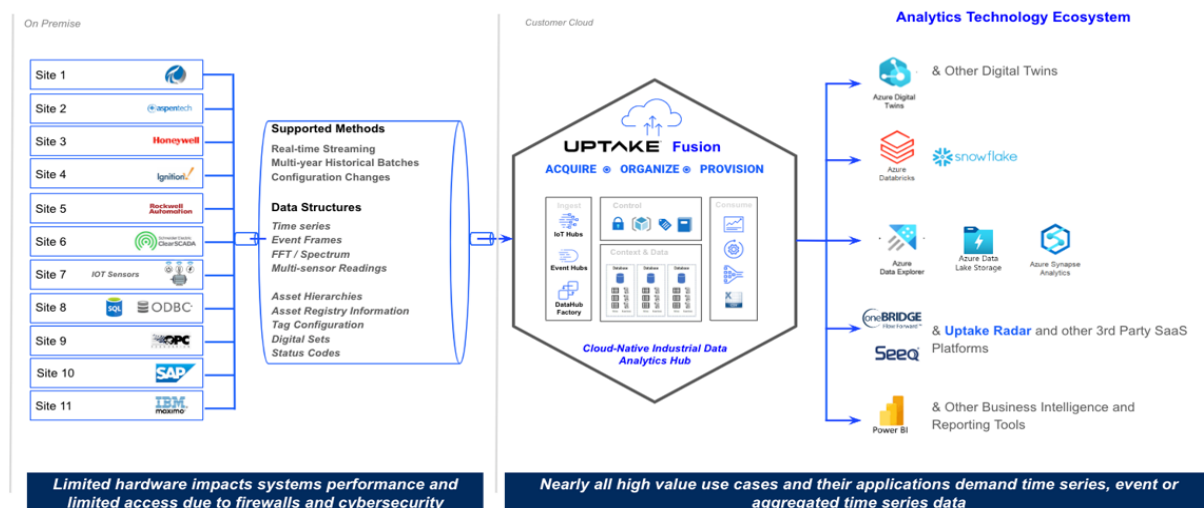 On Premise
Customer Cloud
Analytics Technology Ecosystem
Site 1
Site 2
aspentech
Site 3
Honeywell
Site 4
Ignition
Site 5
Rockwell
Automation
Site 6
Schneider Electric
ClearSCADA
Site 7
IOT Sensors
Site 8
SQL
ODBC
Site 9
OPC
Site 10
SAP
Site 11
IBM
maximo
Supported Methods
Real-time Streaming
Multi-year Historical Batches
Configuration Changes
Data Structures
Time series
Event Frames
FFT / Spectrum
Multi-sensor Readings
Asset Hierarchies
Asset Registry Information
Tag Configuration
Digital Sets
Status Codes
UPTAKE Fusion
ACQUIRE ORGANIZE PROVISION
Ingest
IoT Hubs
Event Hubs
DataHub
Factory
Control
Context & Data
Database
Database
Database
Consume
X
Cloud-Native Industrial Data
Analytics Hub
Azure Digital
Twins
& Other Digital Twins
Azure
Databricks
snowflake
Azure
Data Explorer
Azure Data
Lake Storage
Azure Synapse
Analytics
oneBRIDGE
Flow Forward
Seeq
& Uptake Radar and other 3rd Party SaaS
Platforms
Power BI
& Other Business Intelligence and
Reporting Tools
Limited hardware impacts systems performance and
limited access due to firewalls and cybersecurity
Nearly all high value use cases and their applications demand time series, event or
aggregated time series data